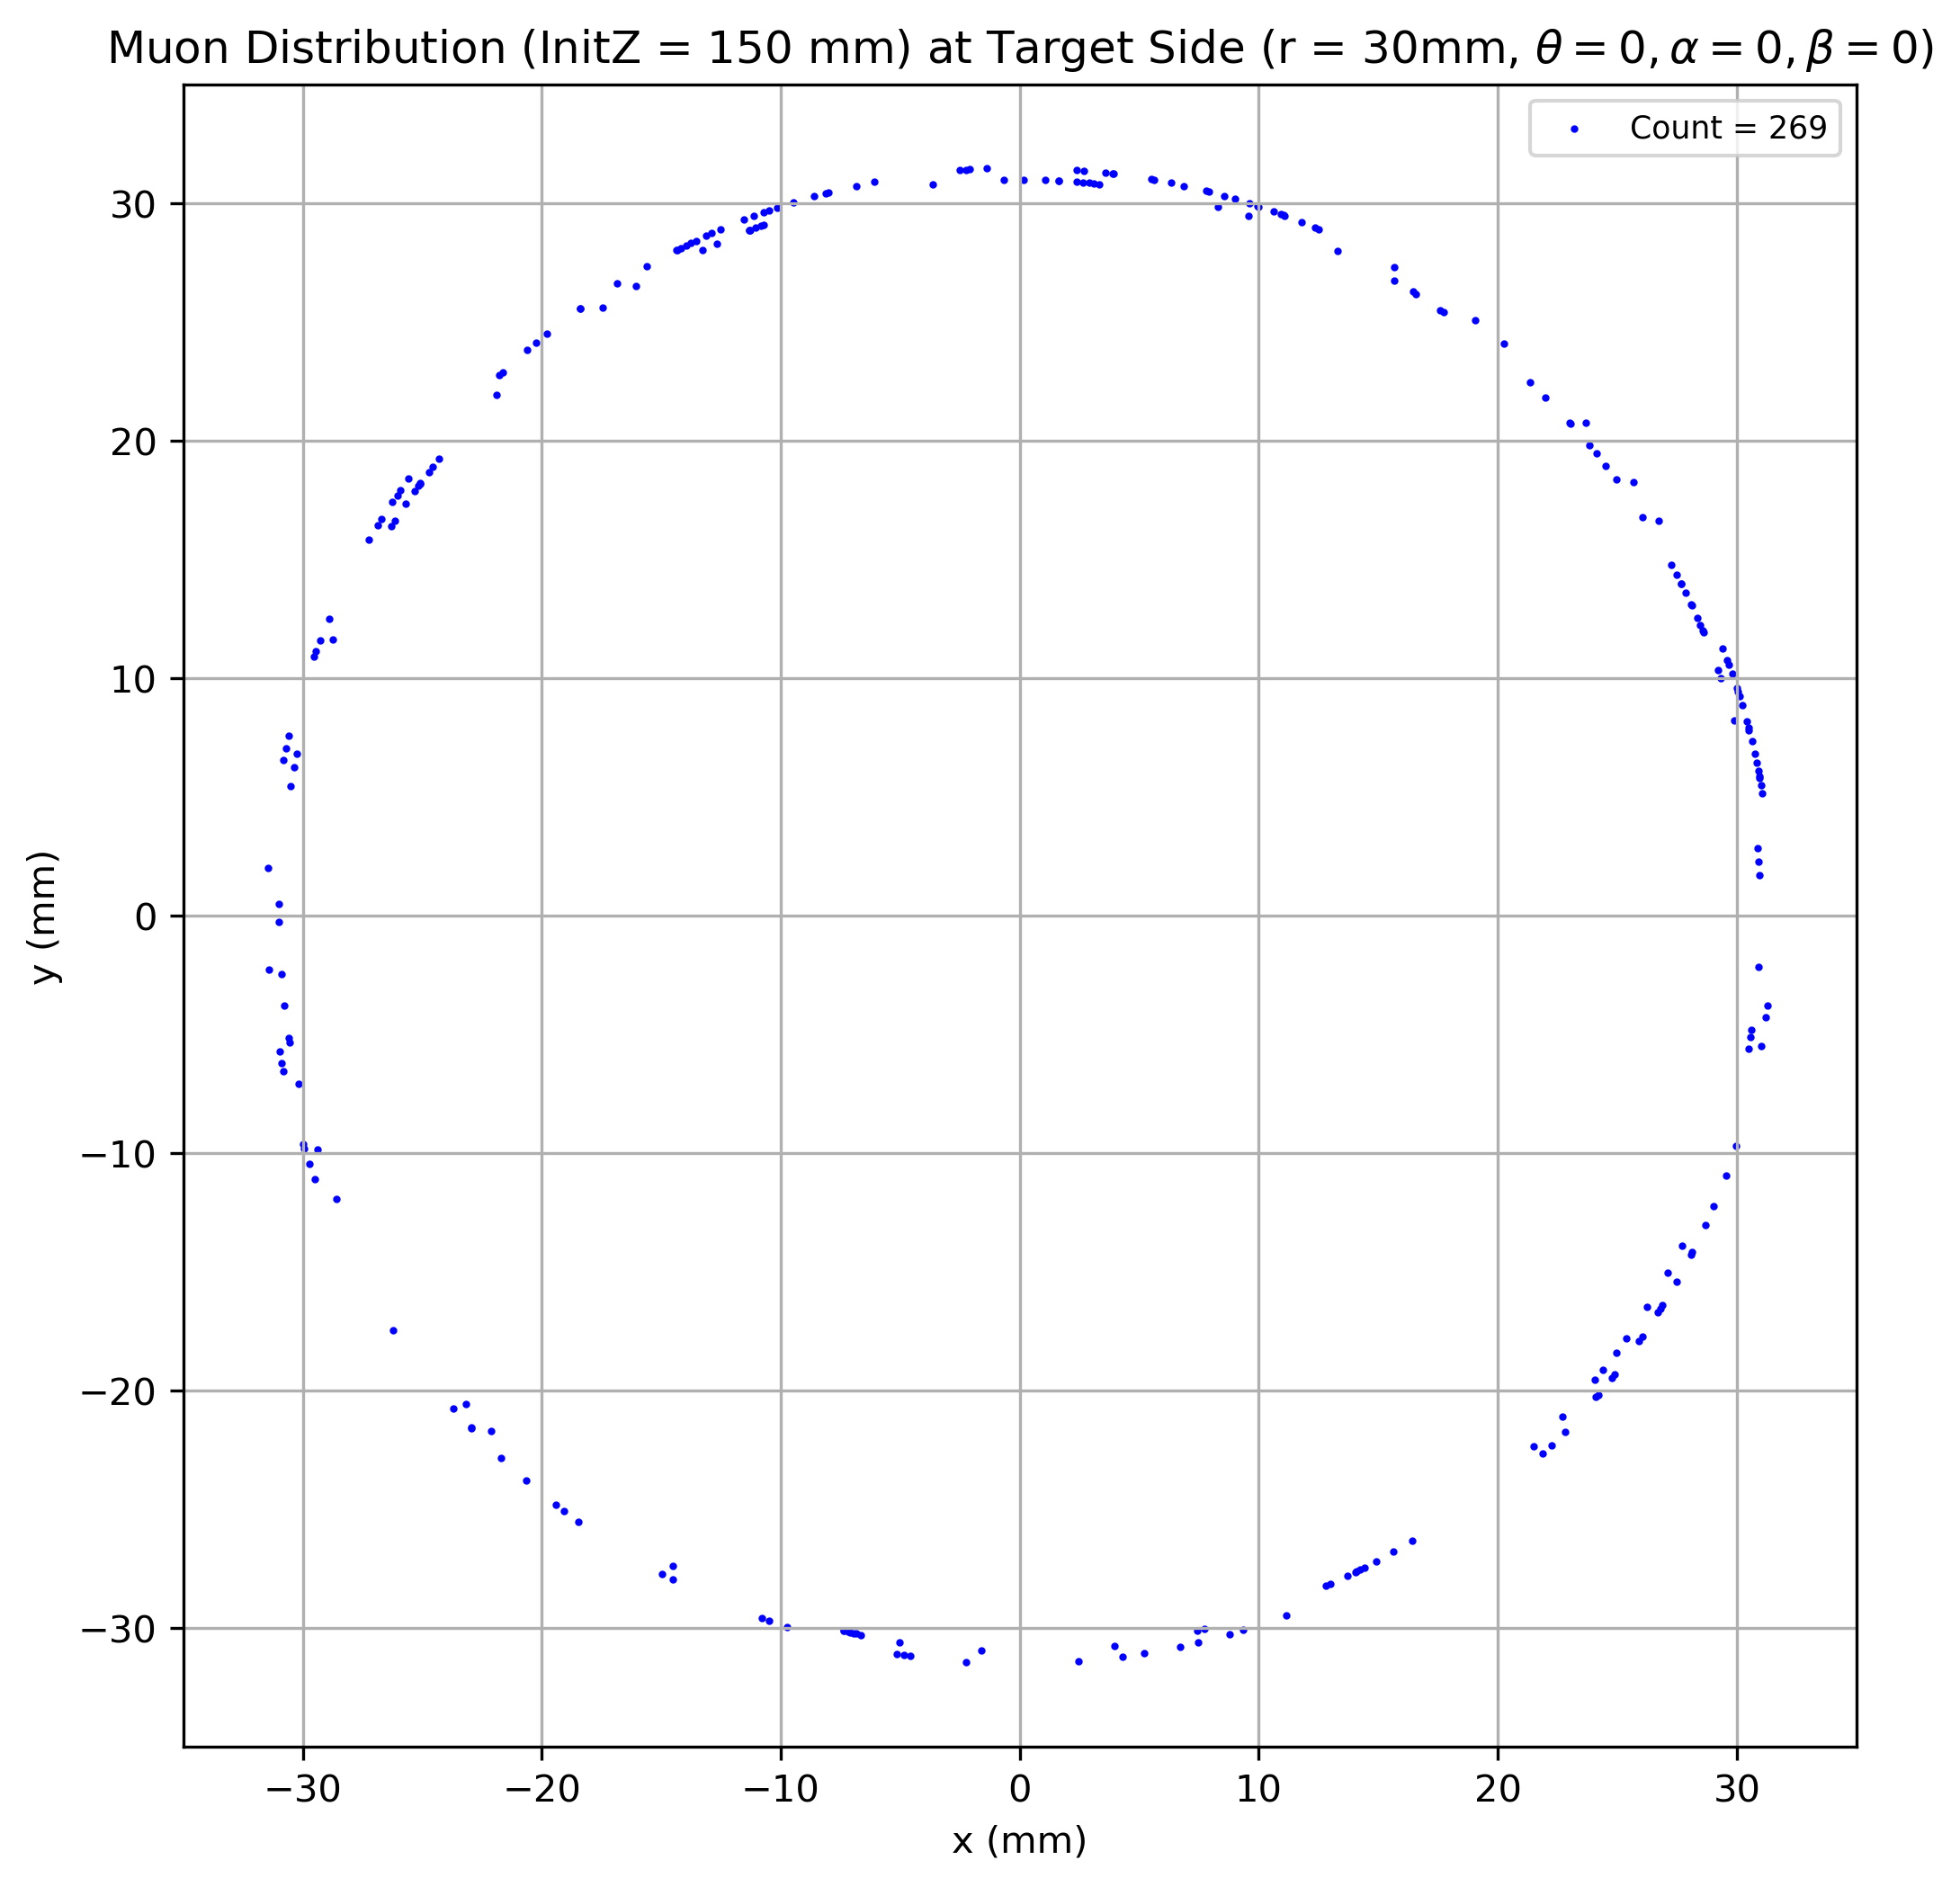 Muon Distribution (InitZ = 150 mm) at Target Side (r = 30mm, θ = 0, α = 0, β = 0)
Count = 269
30
20
10
0
−10
−20
−30
y (mm)
−30 −20 −10 0 10 20 30
x (mm)